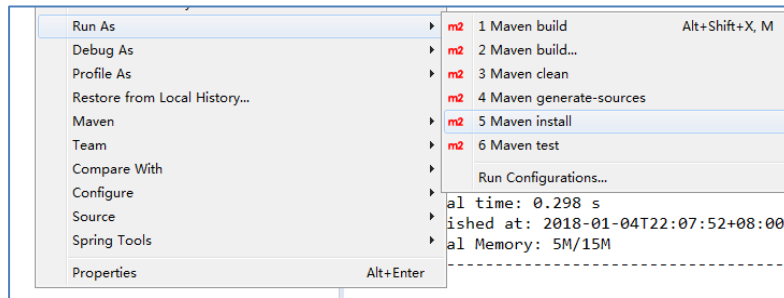 Run As
Debug As
Profile As
Restore from Local History...
Maven
Team
Compare With
Configure
Source
Spring Tools
Properties Alt+Enter
m2 1 Maven build Alt+Shift+X, M
m2 2 Maven build...
m2 3 Maven clean
m2 4 Maven generate-sources
m2 5 Maven install
m2 6 Maven test
Run Configurations...
al time: 0.298 s
ished at: 2018-01-04T22:07:52+08:00
al Memory: 5M/15M
-----------------------------------